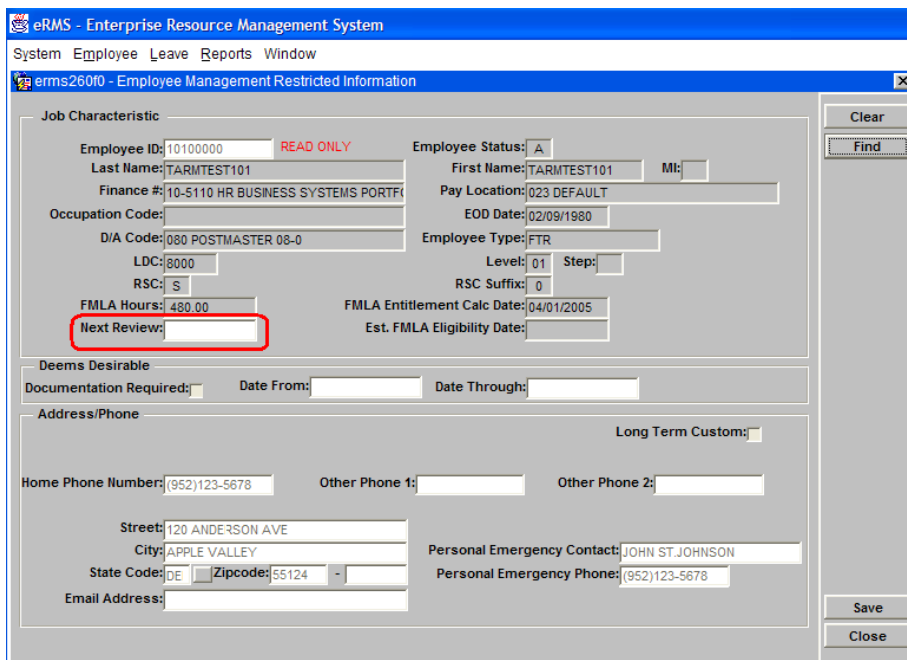 eRMS - Enterprise Resource Management System
System Employee Leave Reports Window
erms260f0 - Employee Management Restricted Information
Job Characteristic
Clear
Employee ID: 10100000 READ ONLY Employee Status: A
Find
Last Name: TARMTEST101 First Name: TARMTEST101 MI:
Finance #: 10-5110 HR BUSINESS SYSTEMS PORTFO Pay Location: 023 DEFAULT
Occupation Code: EOD Date: 02/09/1980
D/A Code: 080 POSTMASTER 08-0 Employee Type: FTR
LDC: 8000 Level: 01 Step:
RSC: S RSC Suffix: 0
FMLA Hours: 480.00 FMLA Entitlement Calc Date: 04/01/2005
Next Review: Est. FMLA Eligibility Date:
Deems Desirable
Documentation Required: Date From: Date Through:
Address/Phone
Long Term Custom:
Home Phone Number: (952)123-5678 Other Phone 1: Other Phone 2:
Street: 120 ANDERSON AVE
City: APPLE VALLEY Personal Emergency Contact: JOHN ST.JOHNSON
State Code: DE Zipcode: 55124 - Personal Emergency Phone: (952)123-5678
Email Address:
Save
Close